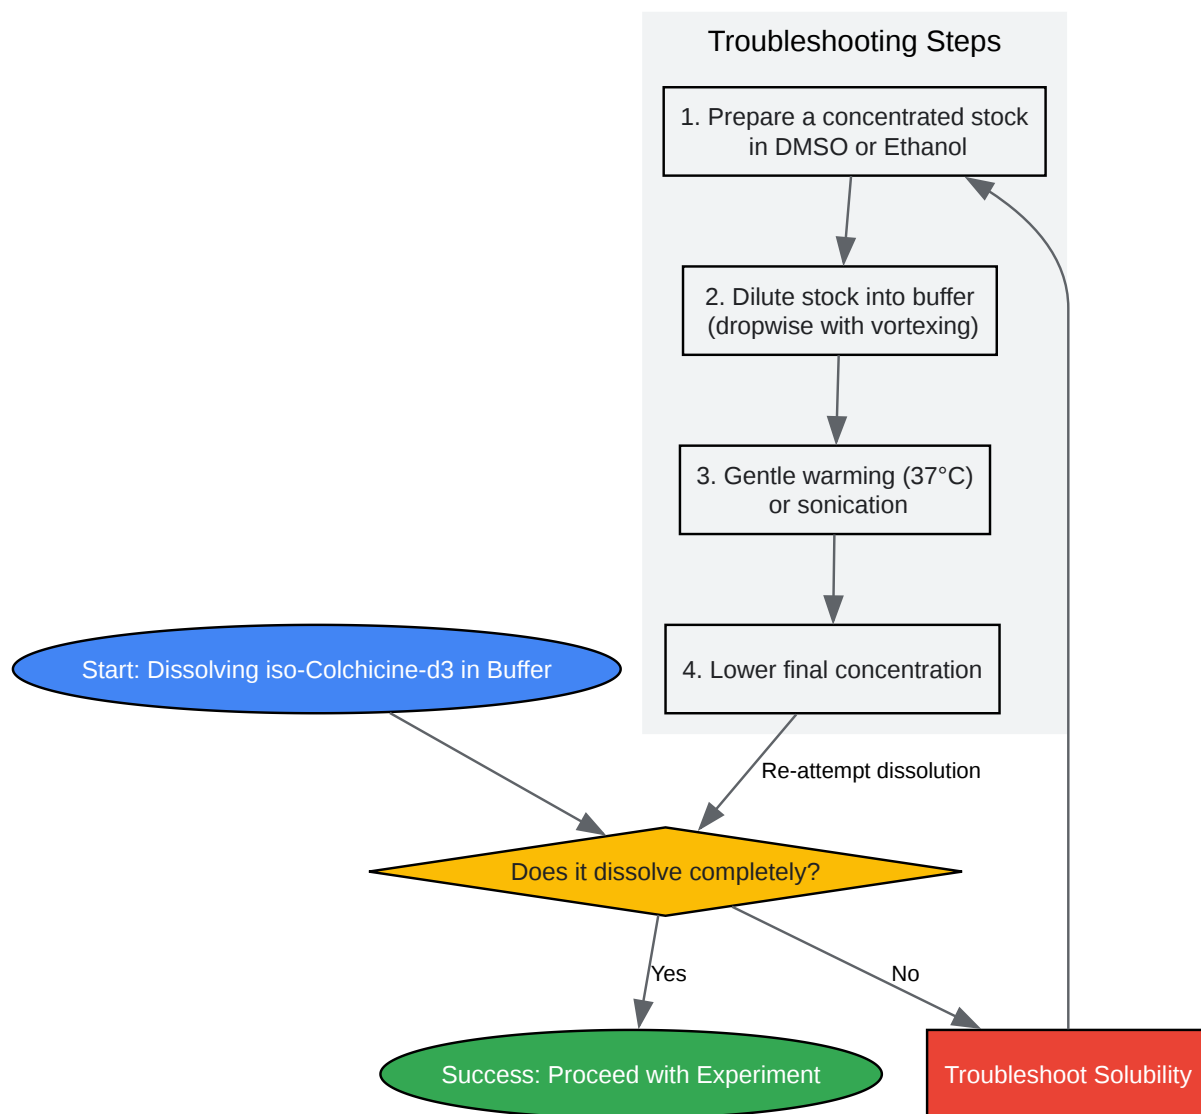 Troubleshooting Steps
1. Prepare a concentrated stock
in DMSO or Ethanol
2. Dilute stock into buffer
(dropwise with vortexing)
3. Gentle warming (37°C)
or sonication
4. Lower final concentration
Start: Dissolving iso-Colchicine-d3 in Buffer
Re-attempt dissolution
Does it dissolve completely?
Yes
No
Success: Proceed with Experiment
Troubleshoot Solubility